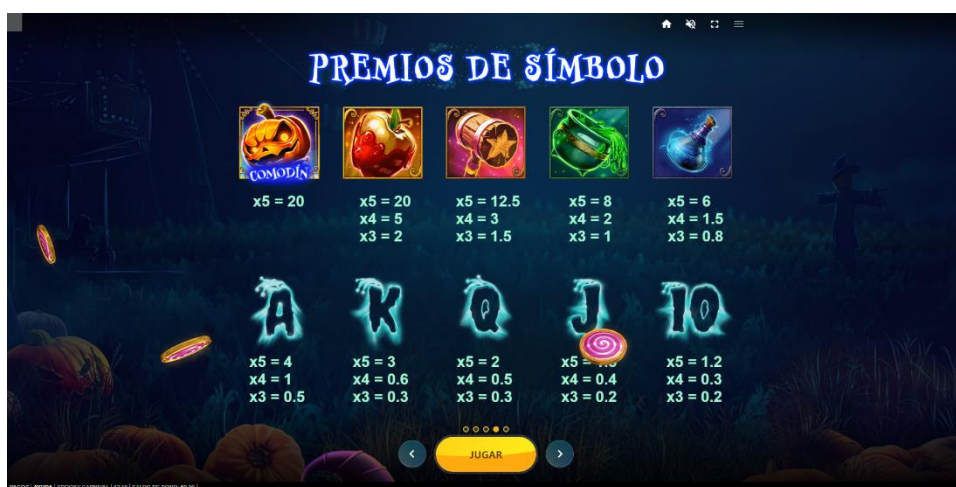 PREMIOS DE SÍMBOLO
COMODÍN
x5 = 20
x5 = 20
x4 = 5
x3 = 2
x5 = 12.5
x4 = 3
x3 = 1.5
x5 = 8
x4 = 2
x3 = 1
x5 = 6
x4 = 1.5
x3 = 0.8
A
K
Q
J
10
x5 = 4
x4 = 1
x3 = 0.5
x5 = 3
x4 = 0.6
x3 = 0.3
x5 = 2
x4 = 0.5
x3 = 0.3
x5 =
x4 = 0.4
x3 = 0.2
x5 = 1.2
x4 = 0.3
x3 = 0.2
JUGAR